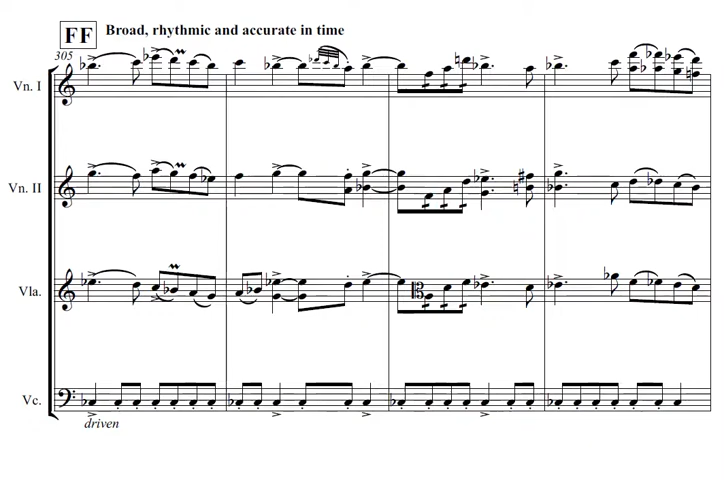 FF Broad, rhythmic and accurate in time
305
Vn. I
Vn. II
Vla.
Vc.
driven